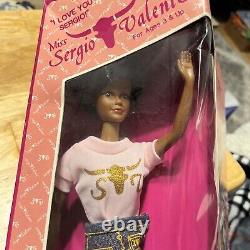 "I LOVE YOU
SERGIO"
Miss
Sergio Valente
For Ages 3 & Up
S V